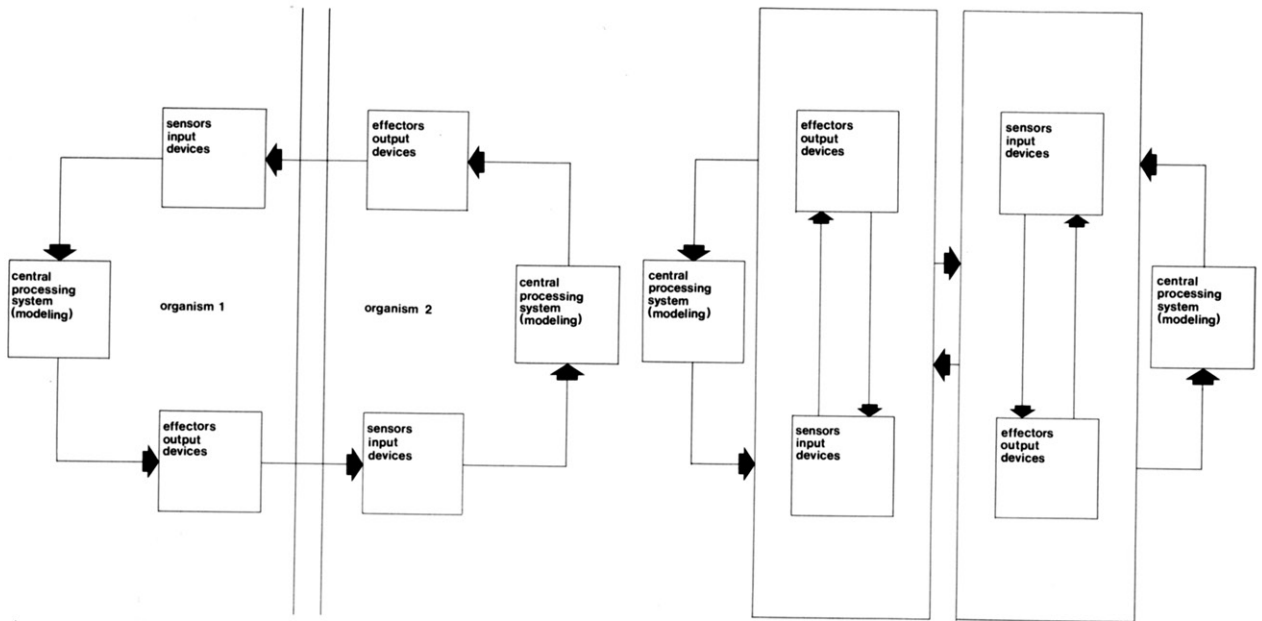 sensors
input
devices
effectors
output
devices
central
processing
system
(modeling)
organism 1
organism 2
central
processing
system
(modeling)
effectors
output
devices
sensors
input
devices
effectors
output
devices
sensors
input
devices
central
processing
system
(modeling)
central
processing
system
(modeling)
sensors
input
devices
effectors
output
devices